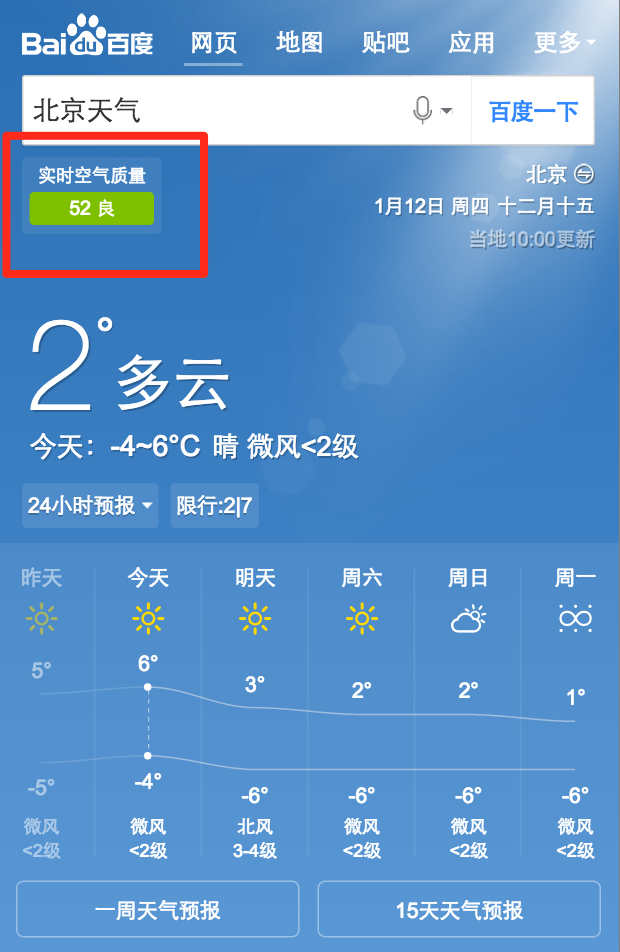 Bai du 百度
网页 地图 贴吧 应用 更多
北京天气 百度一下
实时空气质量
52 良
北京
1月12日 周四 十二月十五
当地10:00更新
2° 多云
今天：-4~6°C 晴 微风<2级
24小时预报 限行:2|7
昨天 今天 明天 周六 周日 周一
5° 6° 3° 2° 2° 1°
-5° -4° -6° -6° -6° -6°
微风 微风 北风 微风 微风 微风
<2级 <2级 3-4级 <2级 <2级 <2级
一周天气预报 15天天气预报